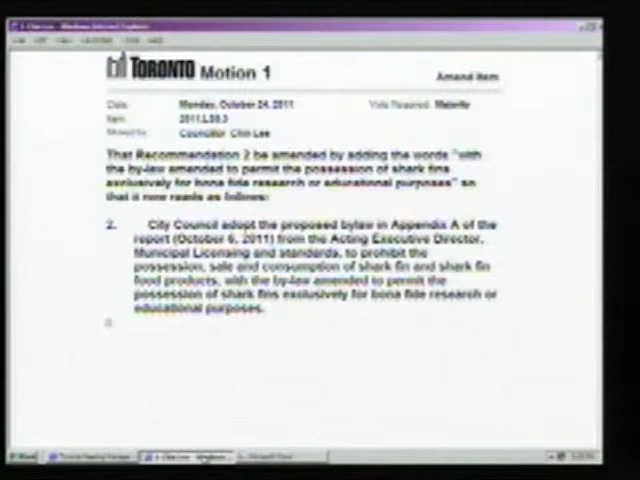 TORONTO Motion 1
Amend Item
Date: Monday, October 24, 2011 Vote Required: Majority
Item:
Moved by: Councillor Chin Lee
That Recommendation 2 be amended by adding the words "with
the by-law amended to permit the possession of shark fins
exclusively for bona fide research or educational purposes" so
that it now reads as follows:
2. City Council adopt the proposed bylaw in Appendix A of the
report (October 6, 2011) from the Acting Executive Director,
Municipal Licensing and standards, to prohibit the
possession, sale and consumption of shark fin and shark fin
food products, with the by-law amended to permit the
possession of shark fins exclusively for bona fide research or
educational purposes.